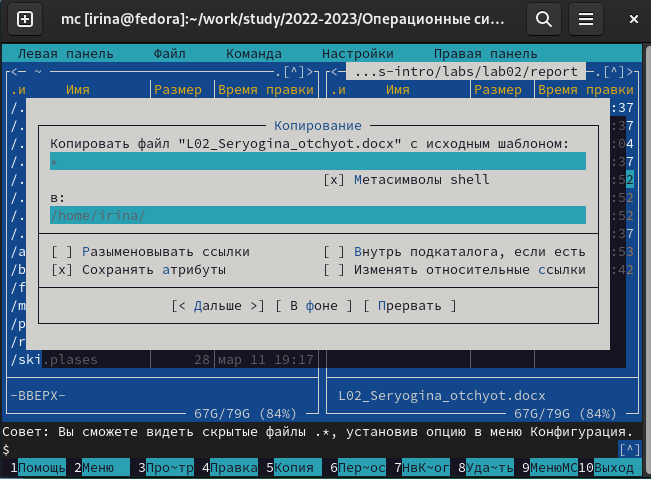 mc [irina@fedora]:~/work/study/2022-2023/Операционные си...
Левая панель Файл Команда Настройки Правая панель
<— ~ .[^]> <— ...s-intro/labs/lab02/report .[^]>
.и Имя Размер Время правки .и Имя Размер Время правки
/. :37
Копирование :37
Копировать файл "L02_Seryogina_otchyot.docx" с исходным шаблоном: :04
/. * :37
/. [x] Метасимволы shell :52
/. в: :52
/. /home/irina/ :52
/. :37
/a [ ] Разыменовывать ссылки [ ] Внутрь подкаталога, если есть :53
/b [x] Сохранять атрибуты [ ] Изменять относительные ссылки :42
/f
/m [< Дальше >] [ В фоне ] [ Прервать ]
/p
/r
/ski.plases 28 мар 11 19:17
-ВВЕРХ- L02_Seryogina_otchyot.docx
67G/79G (84%) 67G/79G (84%)
Совет: Вы сможете видеть скрытые файлы .*, установив опцию в меню Конфигурация.
$ [^]
1Помощь 2Меню 3Про~тр 4Правка 5Копия 6Пер~ос 7НвК~ог 8Уда~ть 9МенюМС 10Выход